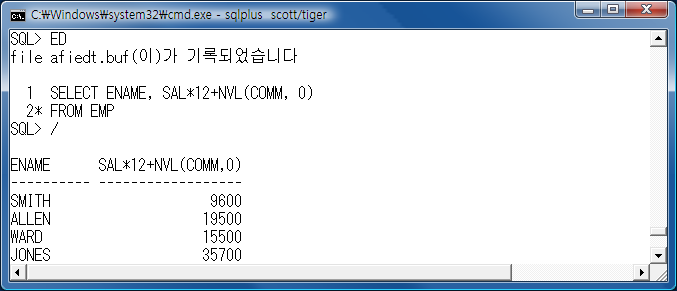 C:\Windows\system32\cmd.exe - sqlplus  scott/tiger
SQL> ED
file afiedt.buf(이)가 기록되었습니다
  1  SELECT ENAME, SAL*12+NVL(COMM, 0)
  2* FROM EMP
SQL> /
ENAME      SAL*12+NVL(COMM,0)
---------- ------------------
SMITH                    9600
ALLEN                   19500
WARD                    15500
JONES                   35700